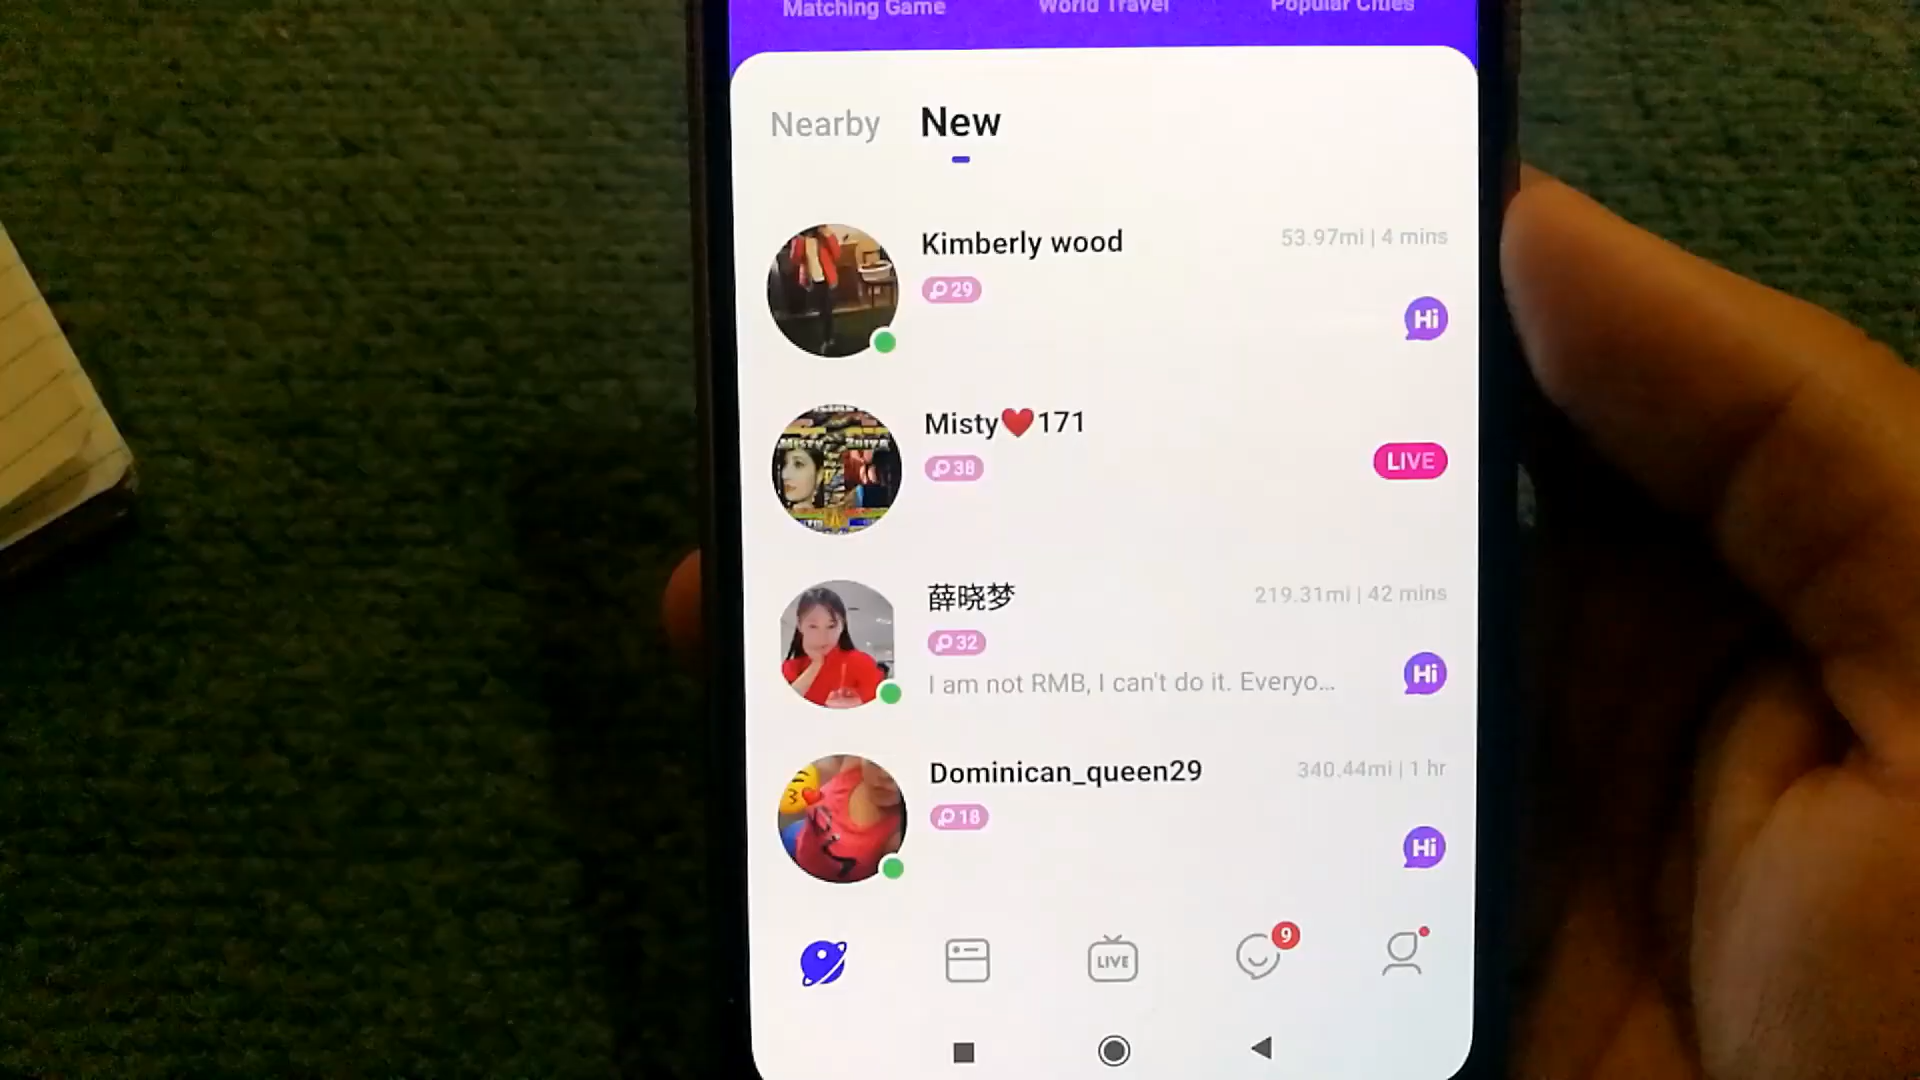 Matching Game
World Travel
Popular Cities
Nearby
New
Kimberly wood
53.97mi | 4 mins
29
Hi
Misty❤️171
38
LIVE
薛晓梦
219.31mi | 42 mins
32
I am not RMB, I can't do it. Everyo...
Hi
Dominican_queen29
340.44mi | 1 hr
18
Hi
LIVE
9